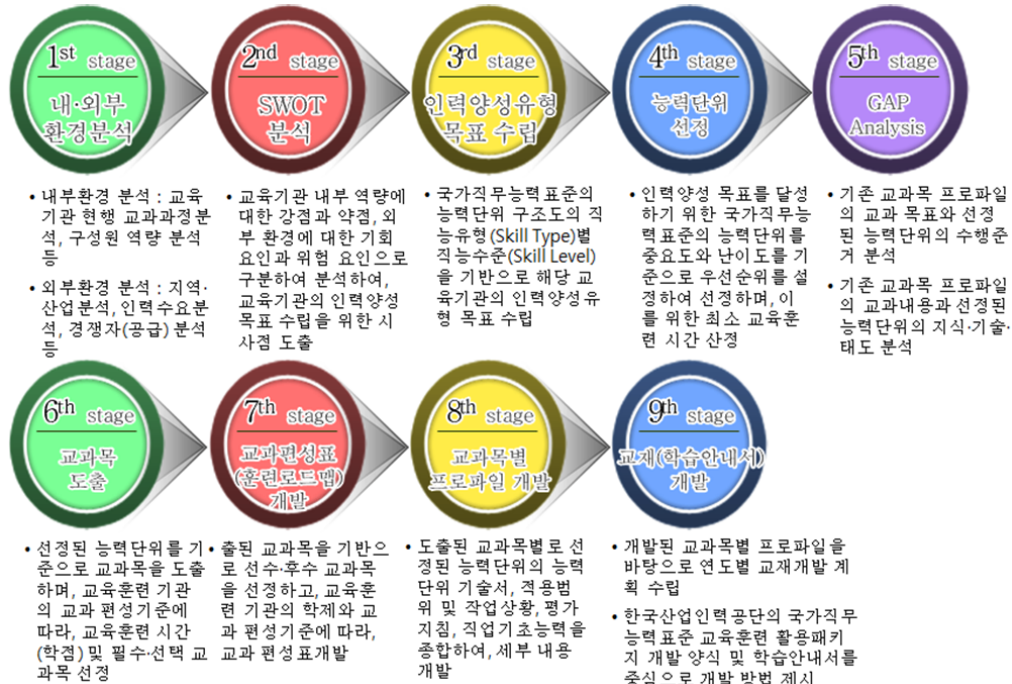 1st stage
내·외부
환경분석
2nd stage
SWOT
분석
3rd stage
인력양성유형
목표 수립
4th stage
능력단위
선정
5th stage
GAP
Analysis
• 내부환경 분석 : 교육
기관 현행 교과과정분
석, 구성원 역량 분석
등
• 외부환경 분석 : 지역·
산업분석, 인력수요분
석, 경쟁자(공급) 분석
등
• 교육기관 내부 역량에
대한 강점과 약점, 외
부 환경에 대한 기회
요인과 위험 요인으로
구분하여 분석하여,
교육기관의 인력양성
목표 수립을 위한 시
사점 도출
• 국가직무능력표준의
능력단위 구조도의 직
능유형(Skill Type)별
직능수준(Skill Level)
을 기반으로 해당 교
육기관의 인력양성유
형 목표 수립
• 인력양성 목표를 달성
하기 위한 국가직무능
력표준의 능력단위를
중요도와 난이도를 기
준으로 우선순위를 설
정하여 선정하며, 이
를 위한 최소 교육훈
련 시간 산정
• 기존 교과목 프로파일
의 교과 목표와 선정
된 능력단위의 수행준
거 분석
• 기존 교과목 프로파일
의 교과내용과 선정된
능력단위의 지식·기술·
태도 분석
6th stage
교과목
도출
7th stage
교과편성표
(훈련로드맵)
개발
8th stage
교과목별
프로파일 개발
9th stage
교재(학습안내서)
개발
• 선정된 능력단위를 기
준으로 교과목을 도출
하며, 교육훈련 기관
의 교과 편성기준에
따라, 교육훈련 시간
(학점) 및 필수·선택 교
과목 선정
• 출된 교과목을 기반으
로 선수·후수 교과목
을 선정하고, 교육훈
련 기관의 학제와 교
과 편성기준에 따라,
교과 편성표개발
• 도출된 교과목별로 선
정된 능력단위의 능력
단위 기술서, 적용범
위 및 작업상황, 평가
지침, 직업기초능력을
종합하여, 세부 내용
개발
• 개발된 교과목별 프로파일을
바탕으로 연도별 교재개발 계
획 수립
• 한국산업인력공단의 국가직무
능력표준 교육훈련 활용패키
지 개발 양식 및 학습안내서를
중심으로 개발 방법 제시